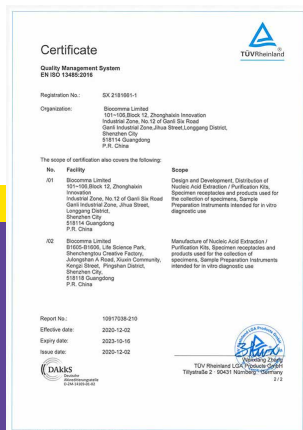 Certificate
TÜVRheinland
Quality Management System
EN ISO 13485:2016
Registration No.: SX 2181661-1
Organization: Biocomma Limited
101~106,Block 12, Zhonghaixin Innovation
Industrial Zone, No.12 of Ganli Six Road
Ganli Industrial Zone,Jihua Street,Longgang District,
Shenzhen City
518114 Guangdong
P.R. China
The scope of certification also covers the following:
No. Facility Scope
/01 Biocomma Limited Design and Development, Distribution of
101~106,Block 12, Zhonghaixin Nucleic Acid Extraction / Purification Kits,
Innovation Specimen receptacles and products used for
Industrial Zone, No.12 of Ganli Six Road the collection of specimens, Sample
Ganli Industrial Zone, Jihua Street, Preparation Instruments intended for in vitro
Longgang District, diagnostic use
Shenzhen City
518114 Guangdong
P.R. China
/02 Biocomma Limited Manufacture of Nucleic Acid Extraction /
B1605-B1606, Life Science Park, Purification Kits, Specimen receptacles and
Shenchengtou Creative Factory, products used for the collection of
Julongshan A Road, Xiuxin Community, specimens, Sample Preparation Instruments
Kengzi Street, Pingshan District, intended for in vitro diagnostic use
Shenzhen City,
518118 Guangdong
P.R. China
Report No.: 10917038-210
Effective date: 2020-12-02
Expiry date: 2023-10-16
Issue date: 2020-12-02
DAkkS
Deutsche
Akkreditierungsstelle
TÜV Rheinland LGA Products GmbH
Tillystraße 2 · 90431 Nürnberg · Germany
2 / 2